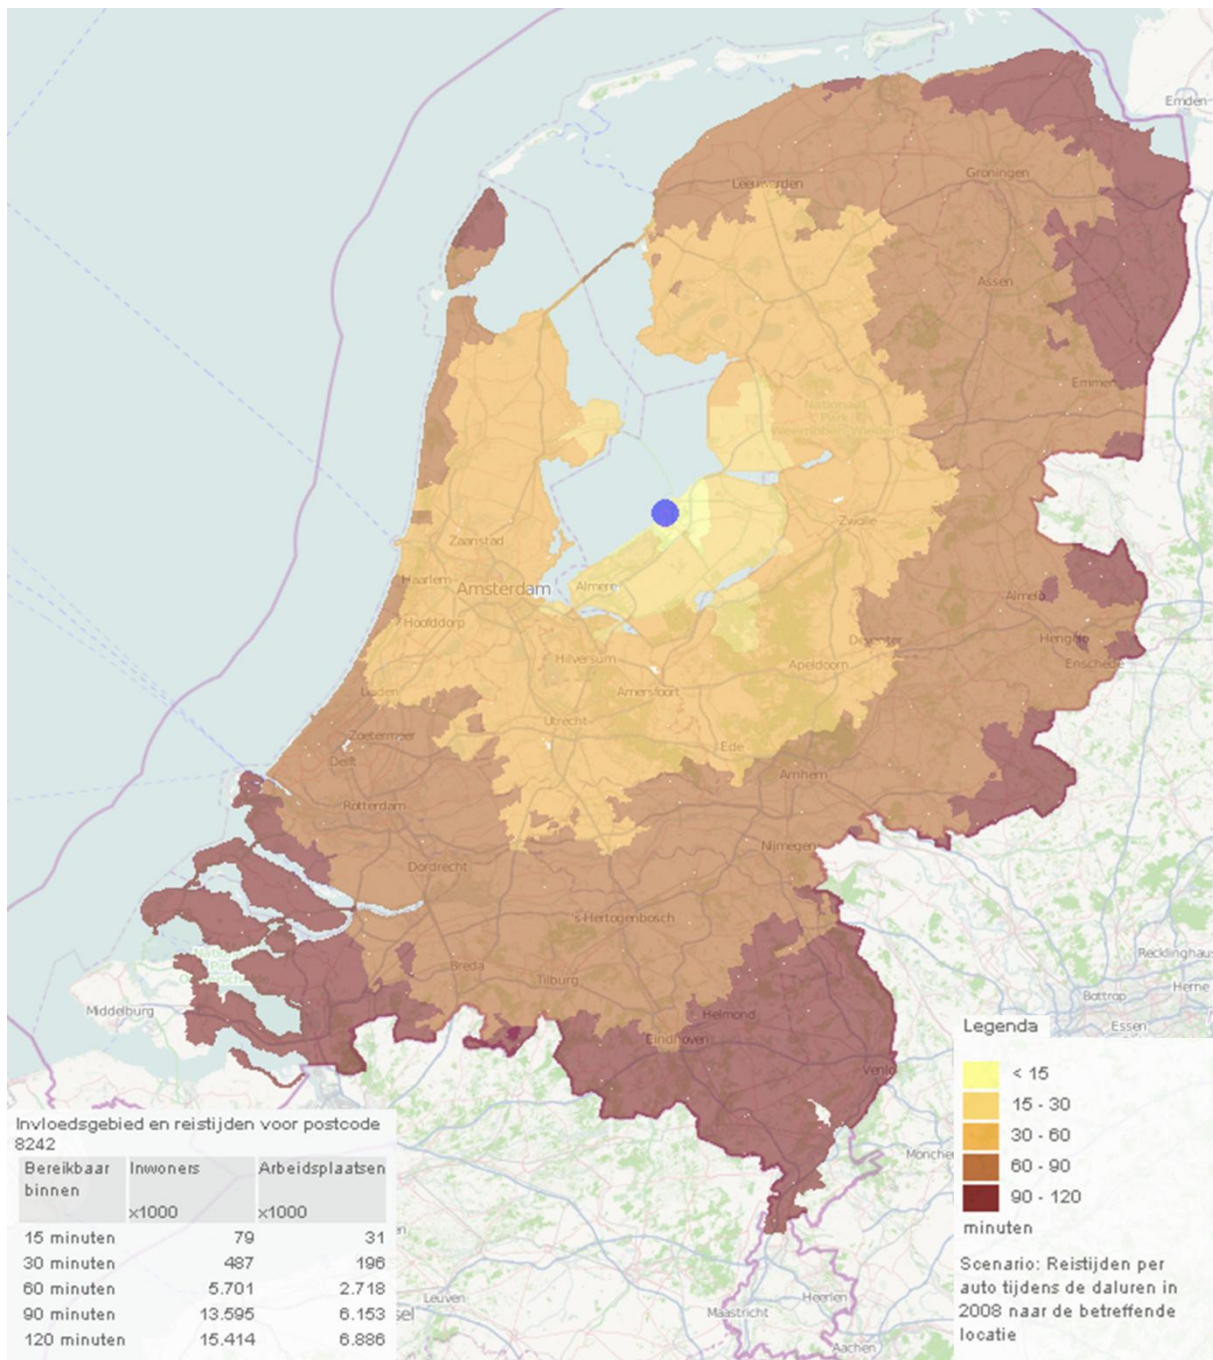 Emden
Leeuwarden
Groningen
Assen
Emmen
Nationaal
Park
Weerribben-Wieden
Zwolle
Zaanstad
Haarlem
Amsterdam
Almere
Almelo
Hoofddorp
Deventer
Hengelo
Hilversum
Apeldoorn
Enschede
Leiden
Amersfoort
Utrecht
Zoetermeer
Ede
Delft
Arnhem
Rotterdam
Nijmegen
Dordrecht
's-Hertogenbosch
Breda
Tilburg
Recklinghaus
Bottrop
Herne
Middelburg
Helmond
Essen
Eindhoven
Venlo
Legenda
< 15
15 - 30
30 - 60
60 - 90
90 - 120
minuten
Scenario: Reistijden per
auto tijdens de daluren in
2008 naar de betreffende
locatie
Invloedsgebied en reistijden voor postcode
8242
Bereikbaar Inwoners Arbeidsplaatsen
binnen
x1000 x1000
15 minuten 79 31
30 minuten 487 196
60 minuten 5.701 2.718
90 minuten 13.595 6.153
120 minuten 15.414 6.886
Mönche
Leuven
sel
Maastricht
Heerlen
Aachen